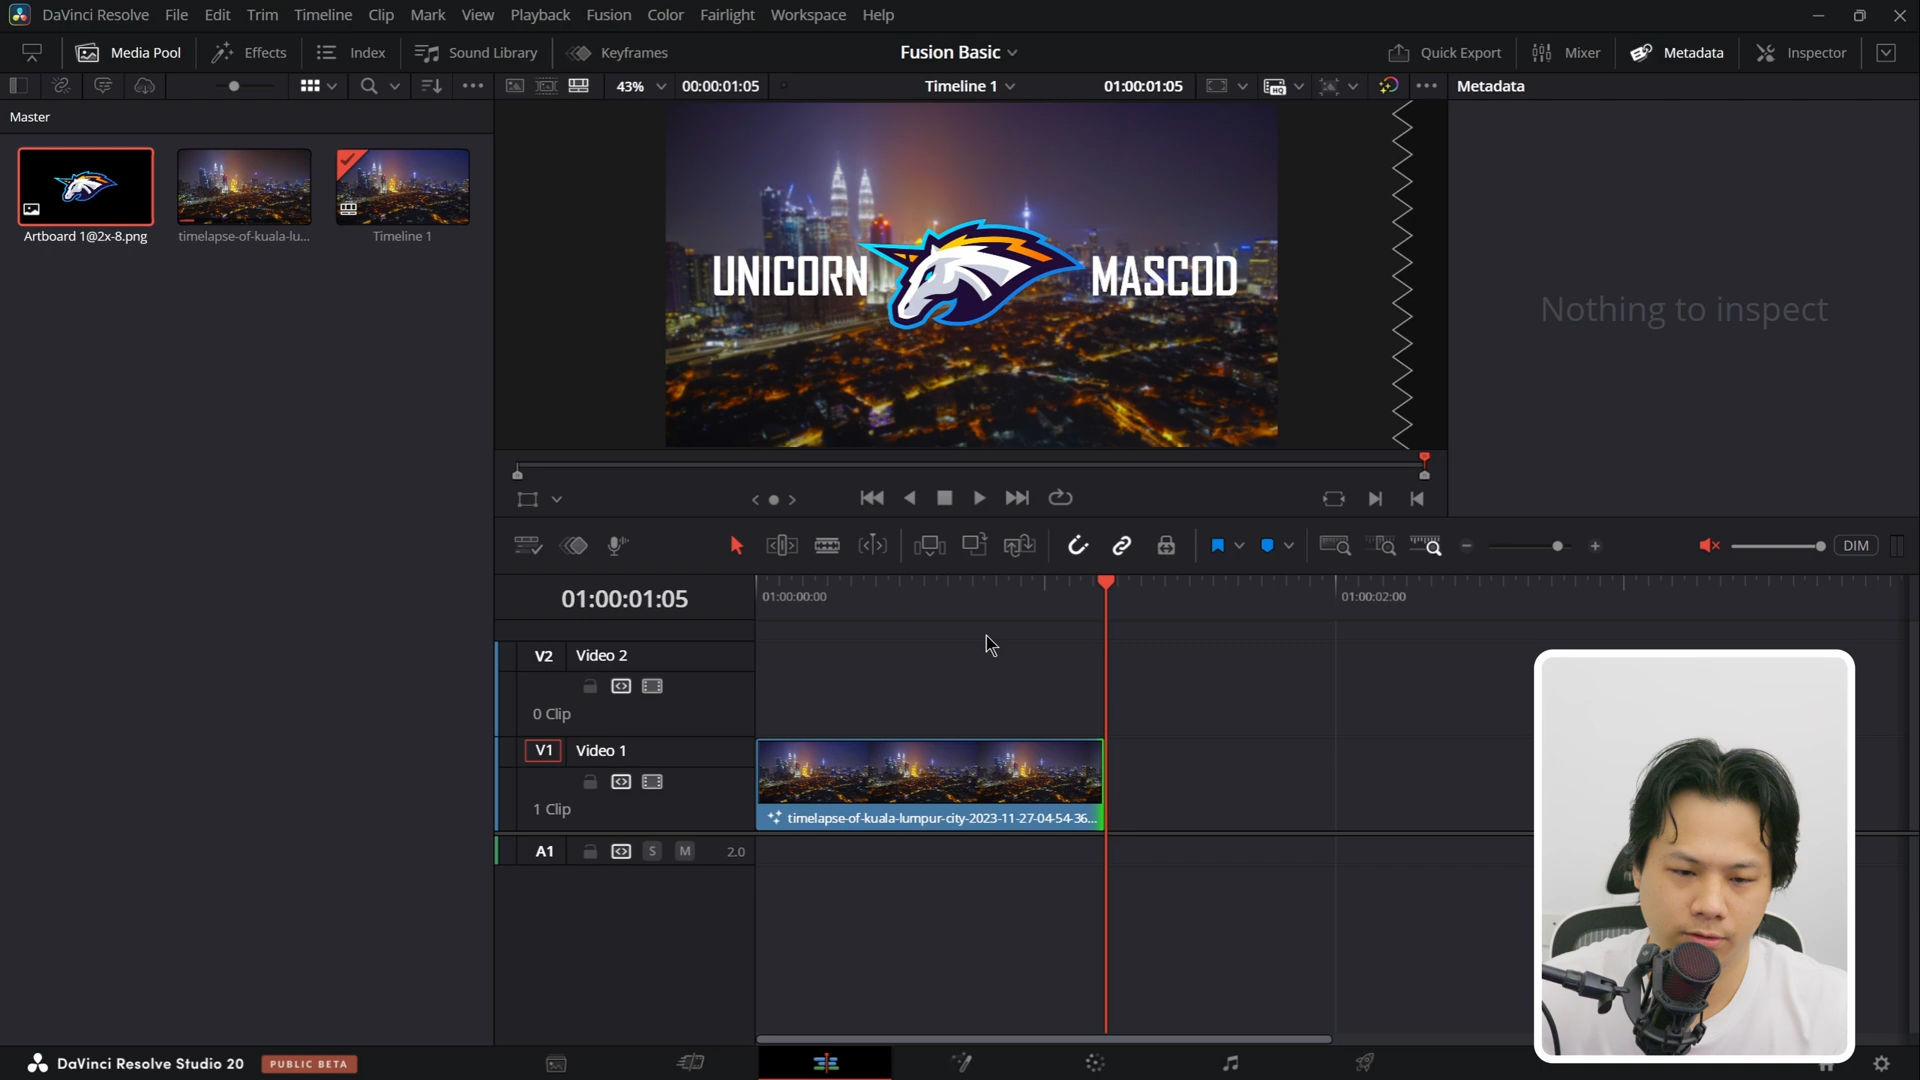 DaVinci Resolve File Edit Trim Timeline Clip Mark View Playback Fusion Color Fairlight Workspace Help
Media Pool Effects Index Sound Library Keyframes Fusion Basic Quick Export Mixer Metadata Inspector
43% 00:00:01:05 Timeline 1 01:00:01:05 HQ Metadata
Master
Artboard 1@2x-8.png timelapse-of-kuala-lu... Timeline 1
UNICORN MASCOD
Nothing to inspect
DIM
01:00:01:05 01:00:00:00 01:00:02:00
V2 Video 2
0 Clip
V1 Video 1
1 Clip
timelapse-of-kuala-lumpur-city-2023-11-27-04-54-36...
A1 S M 2.0
DaVinci Resolve Studio 20 PUBLIC BETA